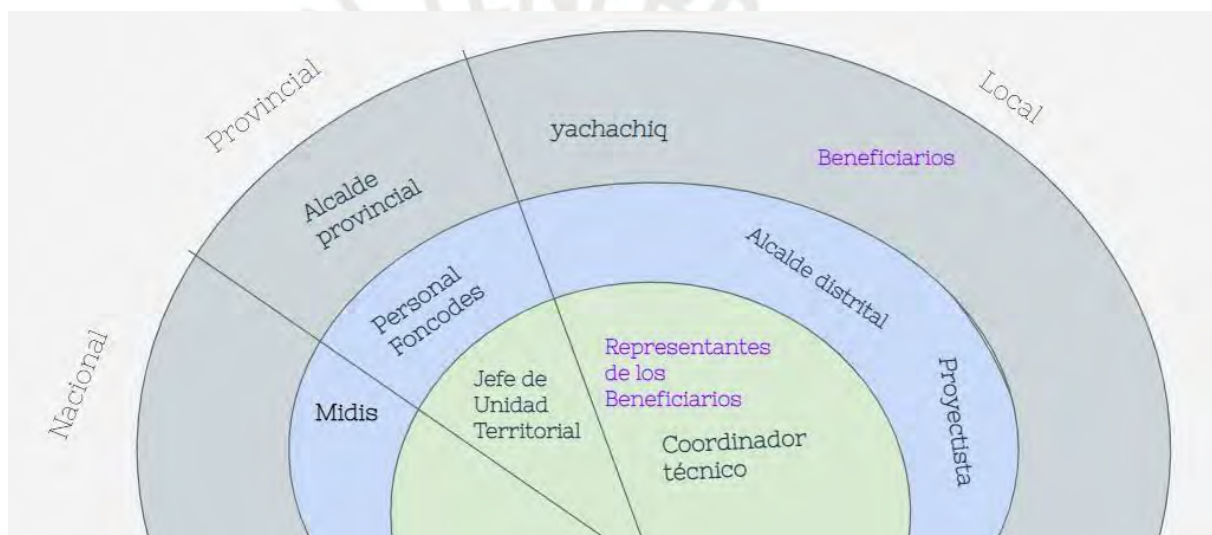 Provincial
Local
yachachiq
Beneficiarios
Alcalde
provincial
Alcalde distrital
Personal
Foncodes
Nacional
Midis
Jefe de
Unidad
Territorial
Representantes
de los
Beneficiarios
Coordinador
técnico
Proyectista